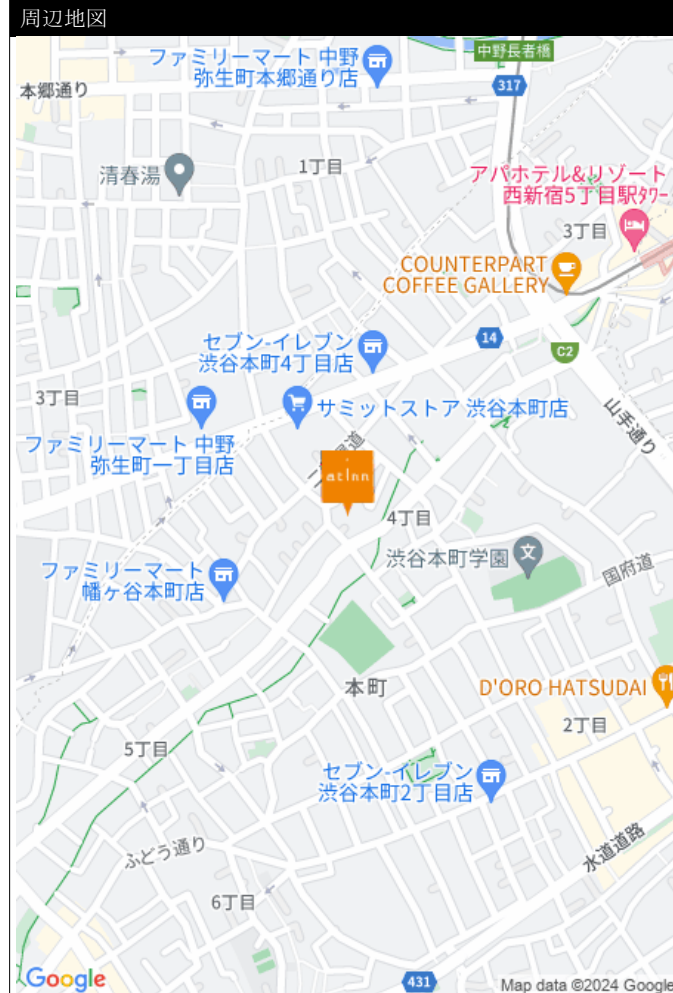 周辺地図
ファミリーマート 中野
弥生町本郷通り店
中野長者橋
本郷通り
317
1丁目
清春湯
アパホテル&リゾート
西新宿5丁目駅タワー
3丁目
COUNTERPART
COFFEE GALLERY
セブン-イレブン
渋谷本町4丁目店
14
C2
3丁目
サミットストア 渋谷本町店
山手通り
ファミリーマート 中野
弥生町一丁目店
道
at Inn
4丁目
渋谷本町学園
文
国府道
ファミリーマート
幡ヶ谷本町店
本町
D'ORO HATSUDAI
2丁目
5丁目
セブン-イレブン
渋谷本町2丁目店
水道道路
ふどう通り
6丁目
Google
431
Map data ©2024 Google